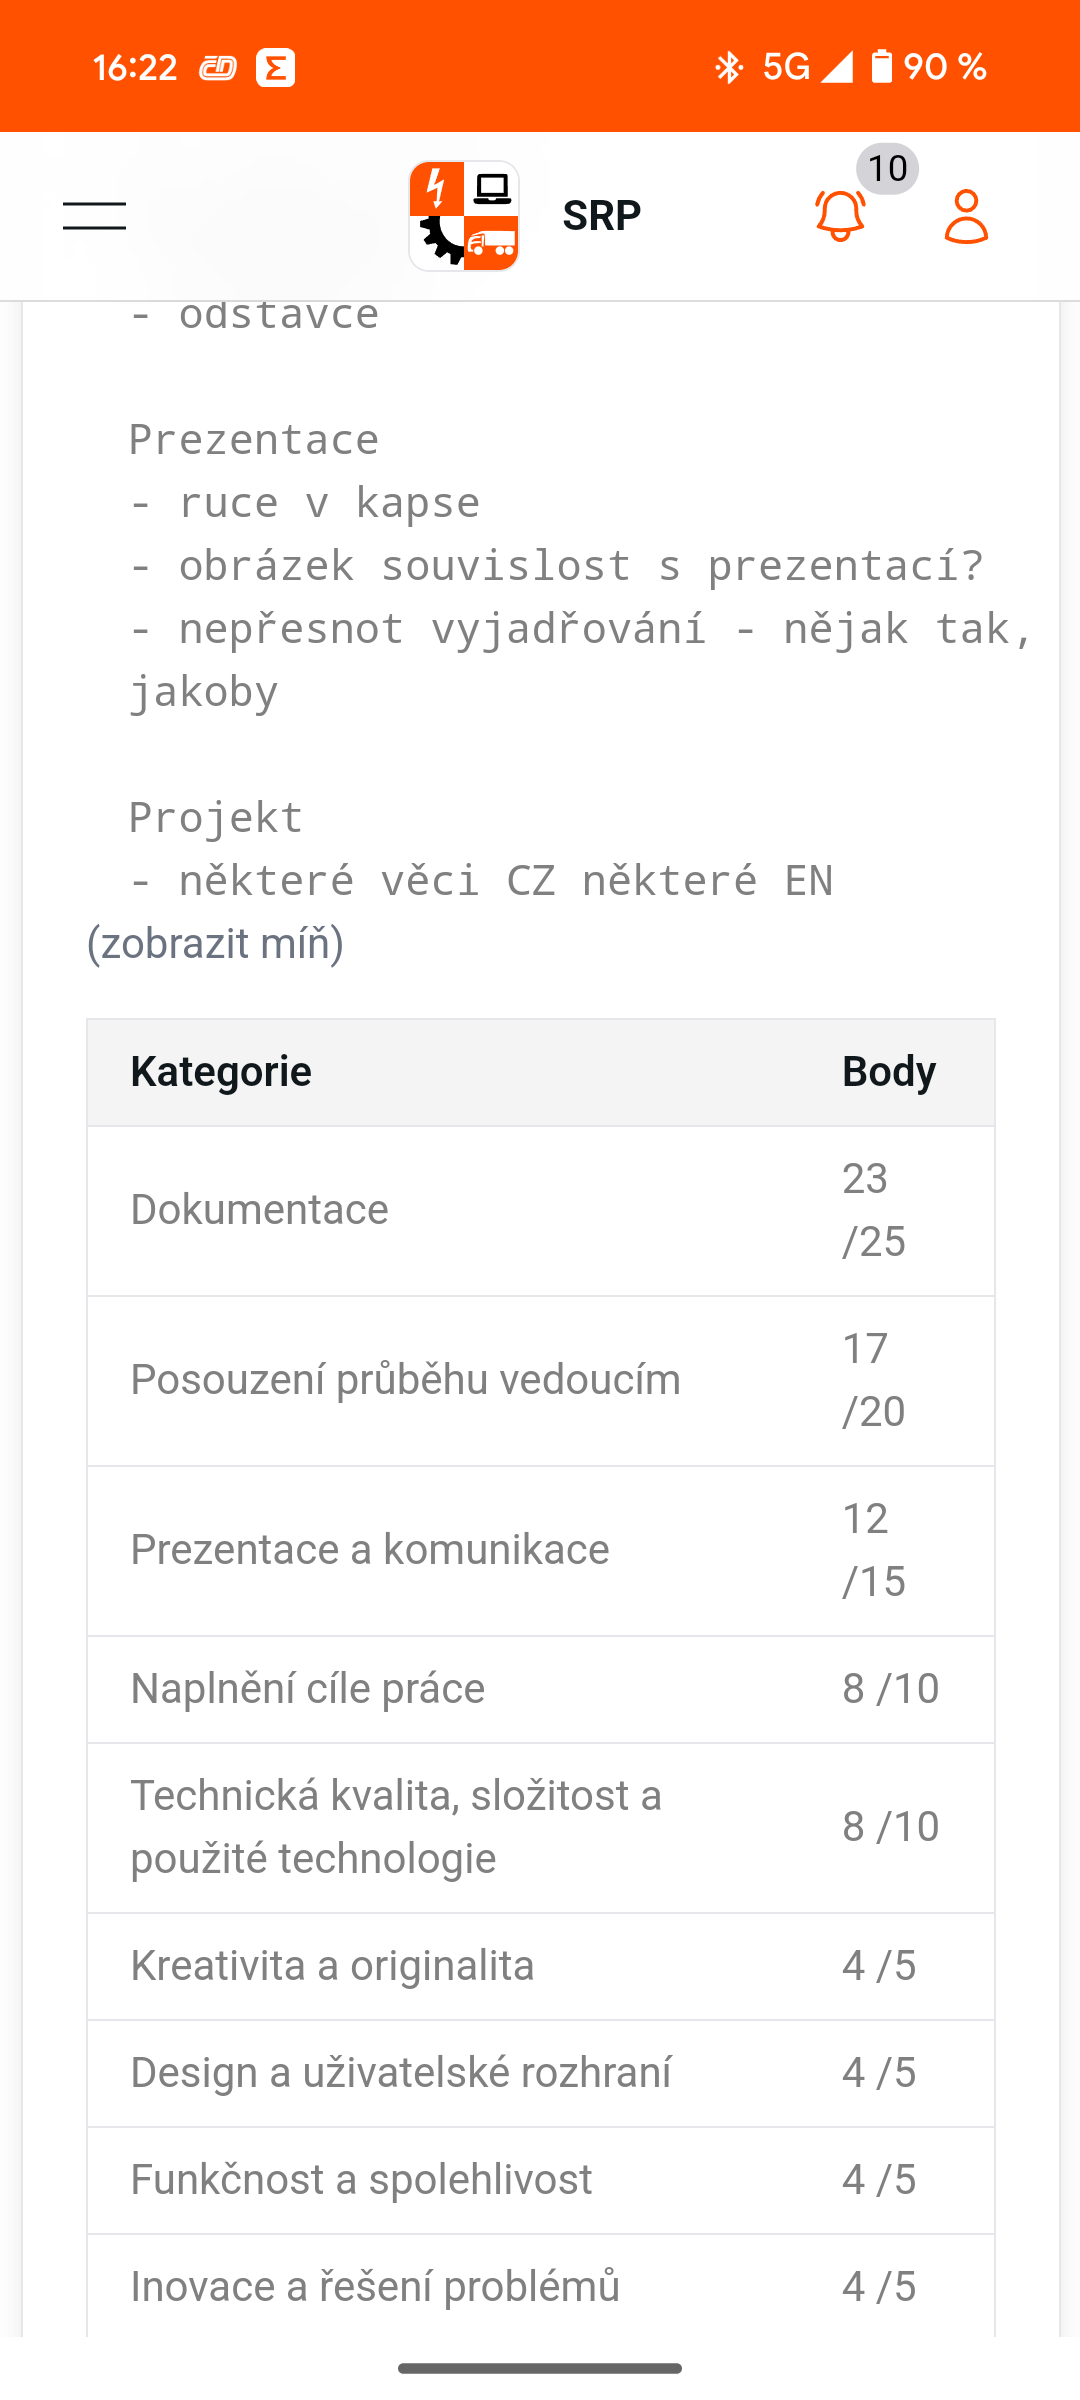 16:22
5G 90 %
10
SRP
- odstavce
Prezentace
- ruce v kapse
- obrázek souvislost s prezentací?
- nepřesnot vyjadřování - nějak tak,
jakoby
Projekt
- některé věci CZ některé EN
(zobrazit míň)
Kategorie Body
Dokumentace 23
/25
Posouzení průběhu vedoucím 17
/20
Prezentace a komunikace 12
/15
Naplnění cíle práce 8 /10
Technická kvalita, složitost a
použité technologie 8 /10
Kreativita a originalita 4 /5
Design a uživatelské rozhraní 4 /5
Funkčnost a spolehlivost 4 /5
Inovace a řešení problémů 4 /5